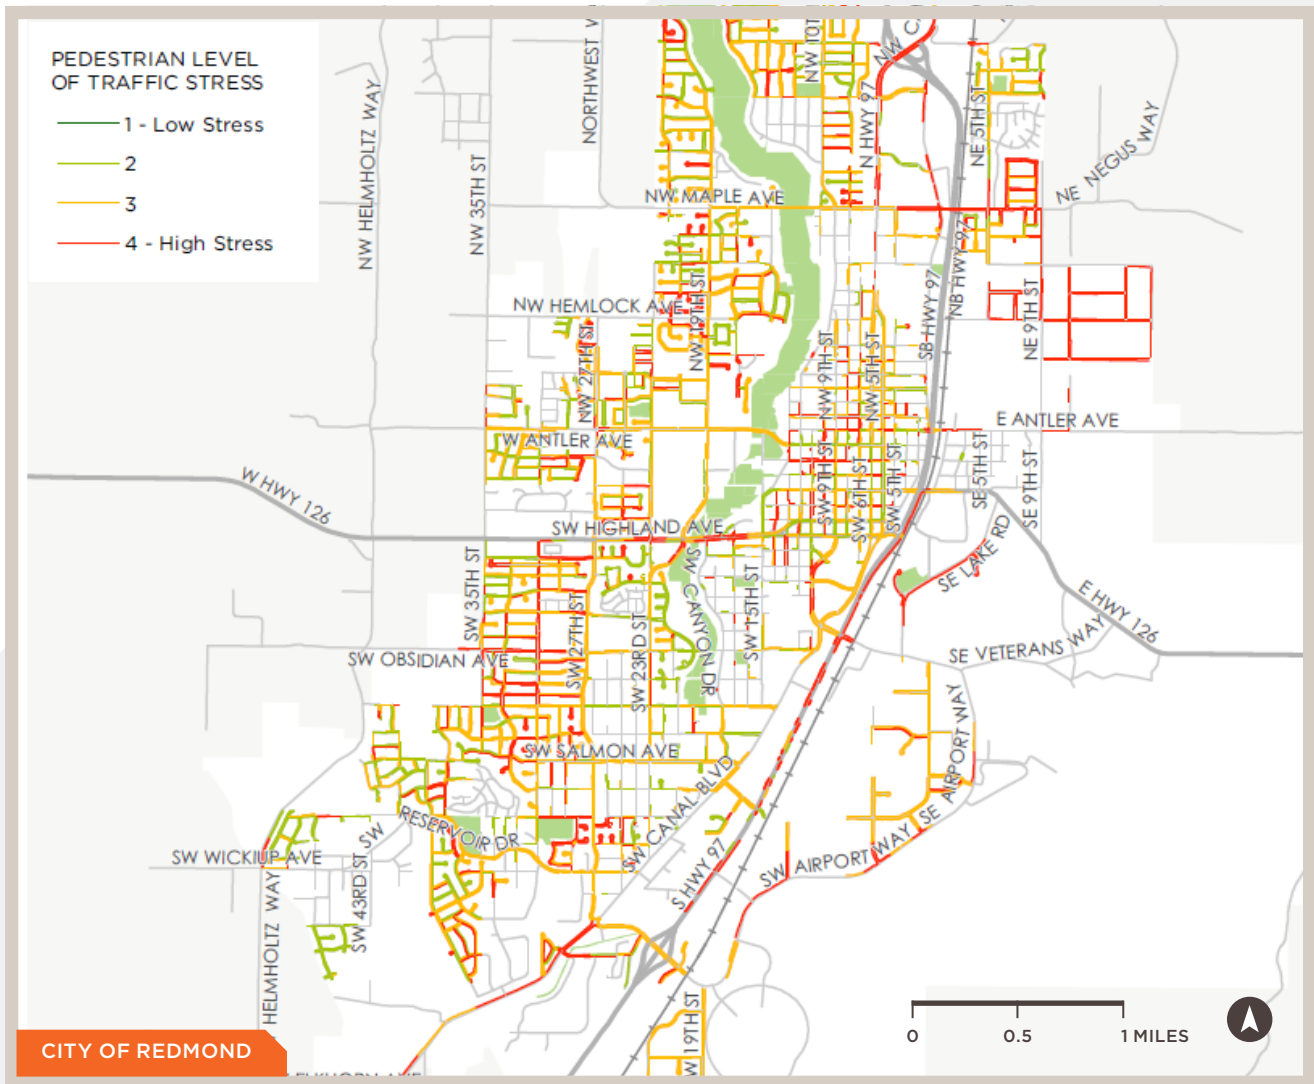 PEDESTRIAN LEVEL
OF TRAFFIC STRESS
1 - Low Stress
2
3
4 - High Stress
NW HELMHOLTZ WAY
NW 35TH ST
NORTHWEST
NW 10T
NW C
N HWY 97
NE 5TH ST
NE NEGUS WAY
NW MAPLE AVE
NB HWY 97
SB HWY 97
NW HEMLOCK AVE
NW 19TH ST
NE 9TH ST
NW 27TH ST
NW 9TH ST
NW 5TH ST
W ANTLER AVE
E ANTLER AVE
W HWY 126
SW 9TH ST
SW 6TH ST
SW 5TH ST
SE 5TH ST
SE 9TH ST
SW HIGHLAND AVE
SW 35TH ST
SW 27TH ST
SW 23RD ST
SW CANYON DR
SW 15TH ST
SE LAKE RD
E HWY 126
SW OBSIDIAN AVE
SE VETERANS WAY
SW SALMON AVE
SE AIRPORT WAY
SW RESERVOIR DR
SW CANAL BLVD
SW WICKIUP AVE
SW 43RD ST
S HWY 97
SW AIRPORT WAY
HELMHOLTZ WAY
W 19TH ST
ELKHORN AVE
0 0.5 1 MILES
CITY OF REDMOND